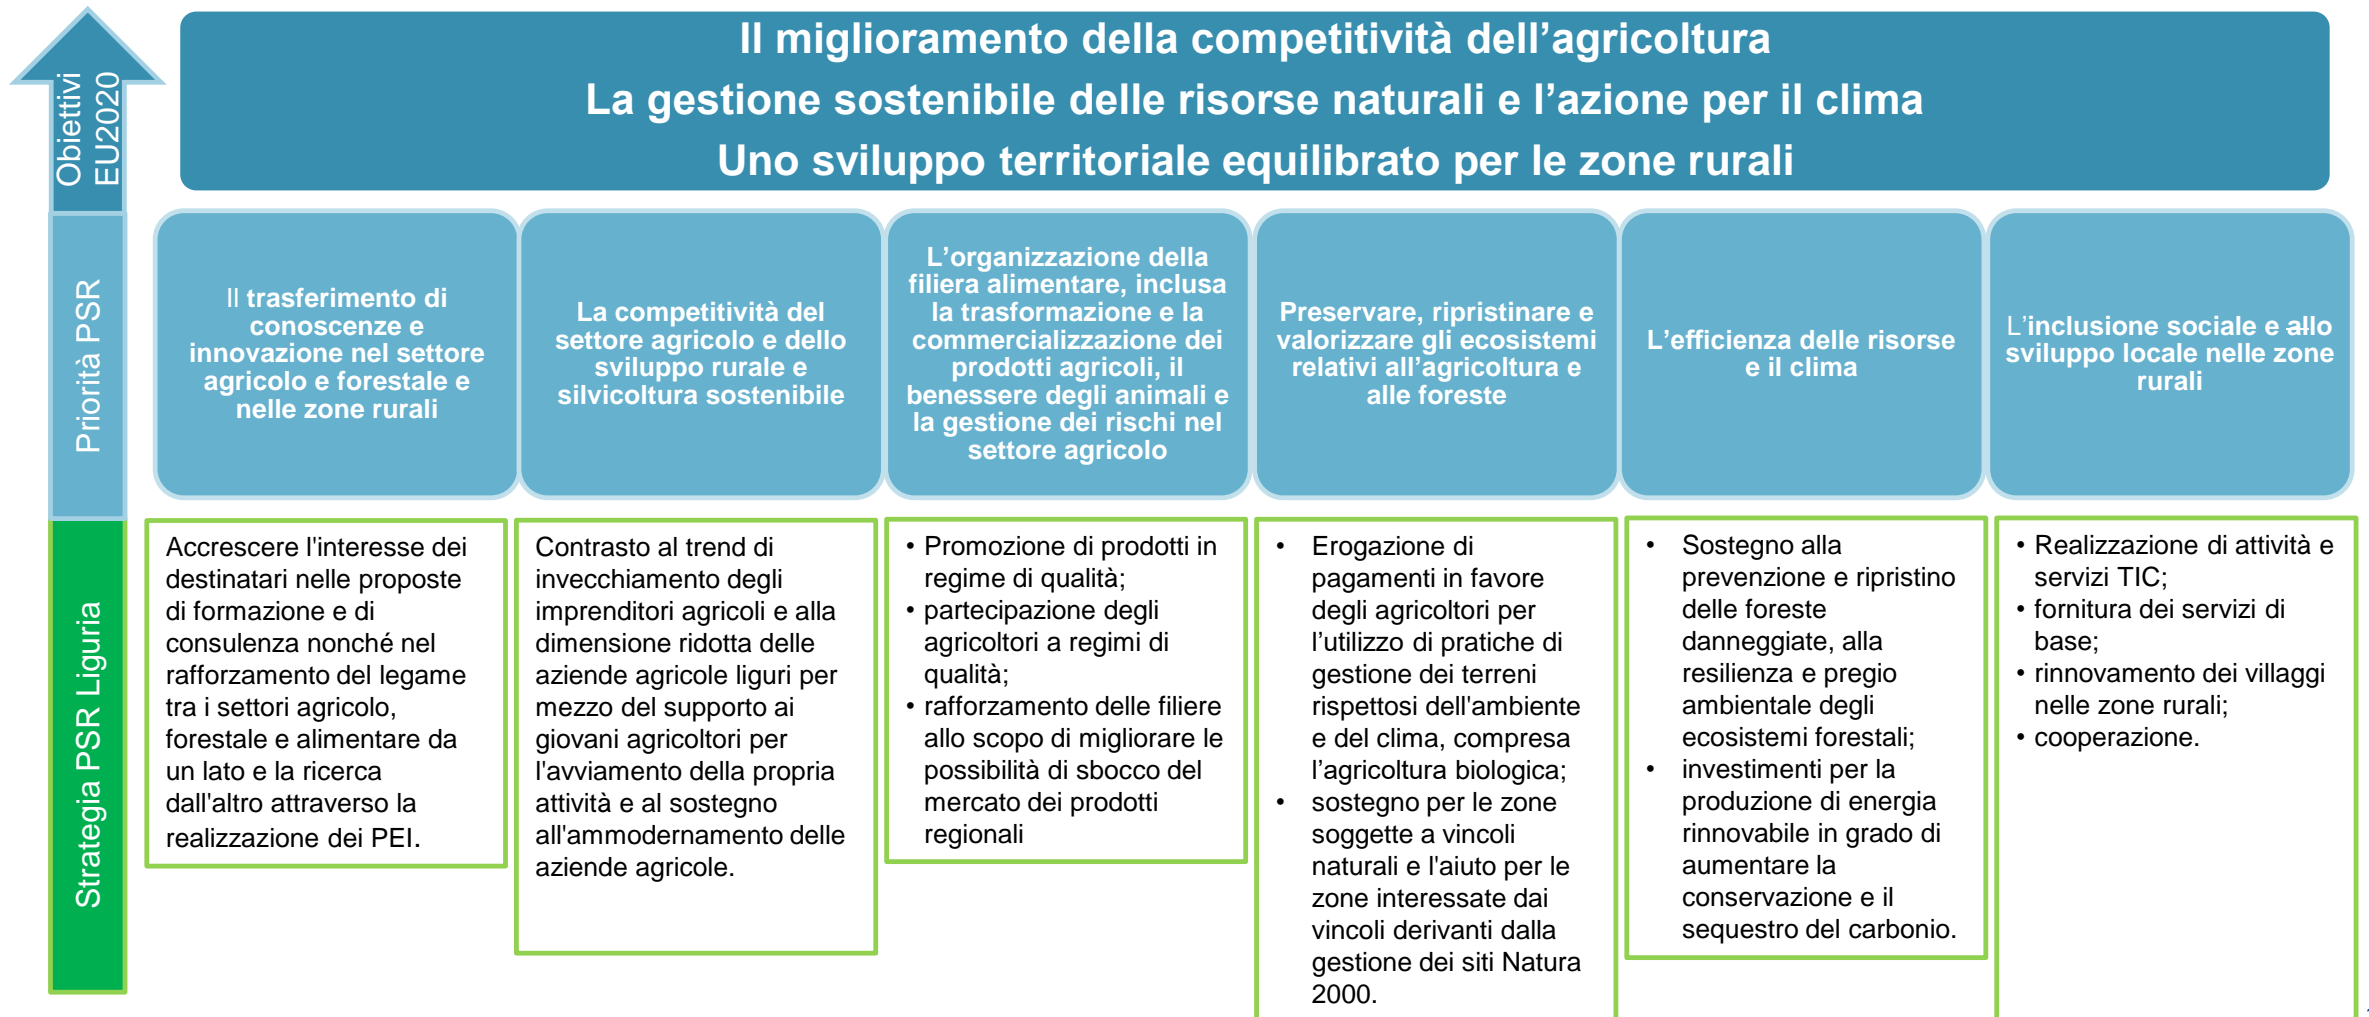 Obiettivi
EU2020
Il miglioramento della competitività dell'agricoltura
La gestione sostenibile delle risorse naturali e l'azione per il clima
Uno sviluppo territoriale equilibrato per le zone rurali
Priorità PSR
Il trasferimento di
conoscenze e
innovazione nel settore
agricolo e forestale e
nelle zone rurali
La competitività del
settore agricolo e dello
sviluppo rurale e
silvicoltura sostenibile
L'organizzazione della
filiera alimentare, inclusa
la trasformazione e la
commercializzazione dei
prodotti agricoli, il
benessere degli animali e
la gestione dei rischi nel
settore agricolo
Preservare, ripristinare e
valorizzare gli ecosistemi
relativi all'agricoltura e
alle foreste
L'efficienza delle risorse
e il clima
L'inclusione sociale e allo
sviluppo locale nelle zone
rurali
Strategia PSR Liguria
Accrescere l'interesse dei
destinatari nelle proposte
di formazione e di
consulenza nonché nel
rafforzamento del legame
tra i settori agricolo,
forestale e alimentare da
un lato e la ricerca
dall'altro attraverso la
realizzazione dei PEI.
Contrasto al trend di
invecchiamento degli
imprenditori agricoli e alla
dimensione ridotta delle
aziende agricole liguri per
mezzo del supporto ai
giovani agricoltori per
l'avviamento della propria
attività e al sostegno
all'ammodernamento delle
aziende agricole.
• Promozione di prodotti in
regime di qualità;
• partecipazione degli
agricoltori a regimi di
qualità;
• rafforzamento delle filiere
allo scopo di migliorare le
possibilità di sbocco del
mercato dei prodotti
regionali
• Erogazione di
pagamenti in favore
degli agricoltori per
l'utilizzo di pratiche di
gestione dei terreni
rispettosi dell'ambiente
e del clima, compresa
l'agricoltura biologica;
• sostegno per le zone
soggette a vincoli
naturali e l'aiuto per le
zone interessate dai
vincoli derivanti dalla
gestione dei siti Natura
2000.
• Sostegno alla
prevenzione e ripristino
delle foreste
danneggiate, alla
resilienza e pregio
ambientale degli
ecosistemi forestali;
• investimenti per la
produzione di energia
rinnovabile in grado di
aumentare la
conservazione e il
sequestro del carbonio.
• Realizzazione di attività e
servizi TIC;
• fornitura dei servizi di
base;
• rinnovamento dei villaggi
nelle zone rurali;
• cooperazione.